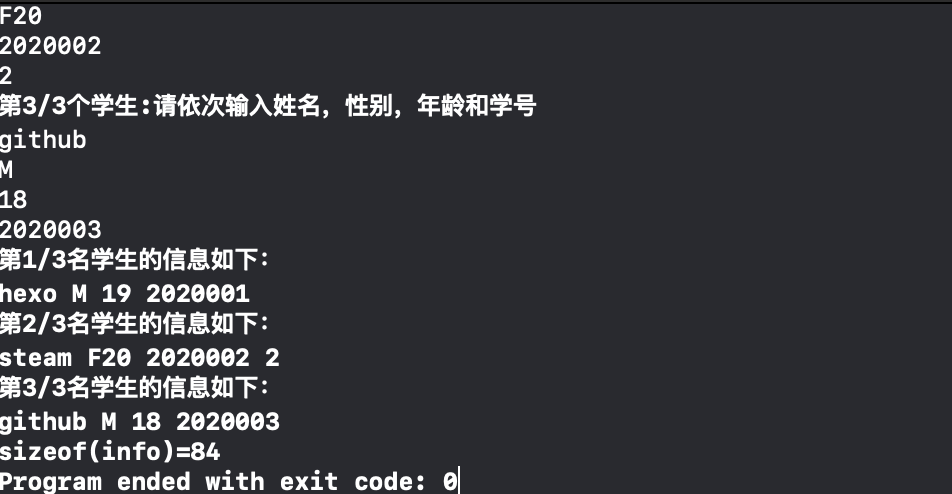 F20
2020002
2
第3/3个学生:请依次输入姓名，性别，年龄和学号
github
M
18
2020003
第1/3名学生的信息如下：
hexo M 19 2020001
第2/3名学生的信息如下：
steam F20 2020002 2
第3/3名学生的信息如下：
github M 18 2020003
sizeof(info)=84
Program ended with exit code: 0